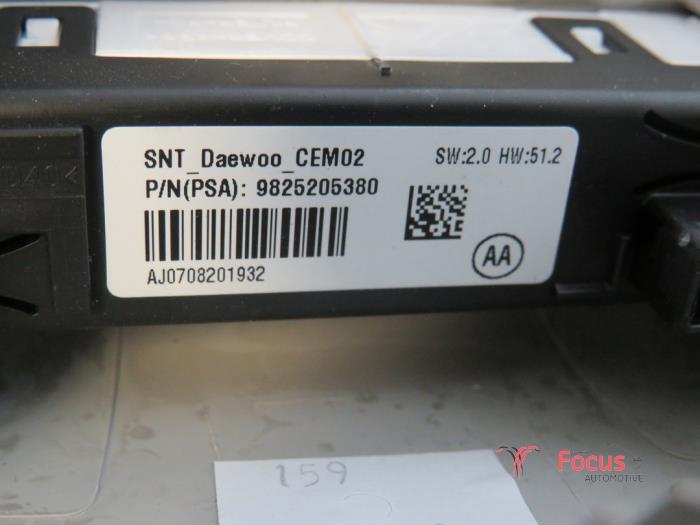 SNT_Daewoo_CEM02 SW:2.0 HW:51.2
P/N(PSA): 9825205380
AA
AJ0708201932
159
Focus
AUTOMOTIVE